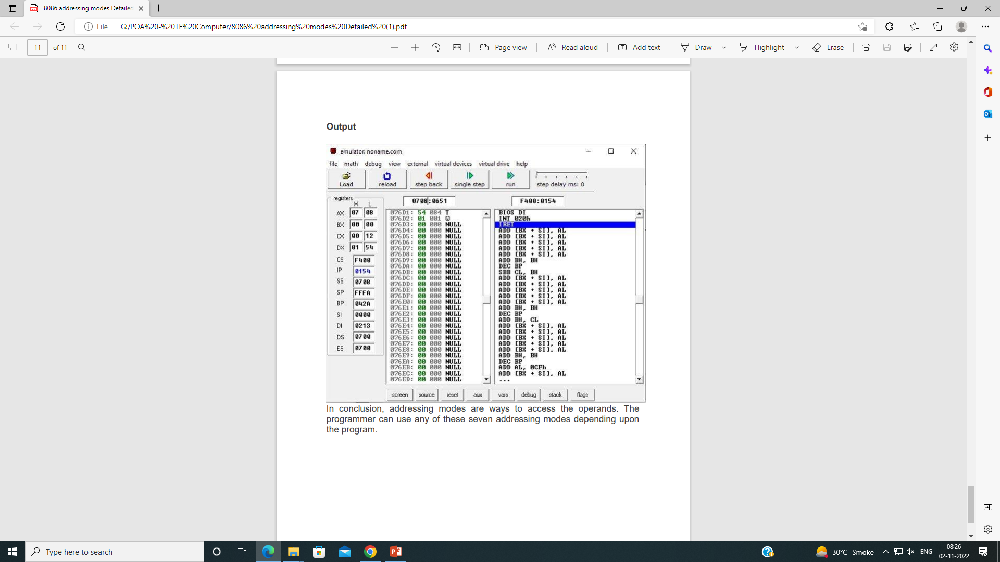 8086 addressing modes Detailed
File
G:/POA%20-%20TE%20Computer/8086%20addressing%20modes%20Detailed%20(1).pdf
11 of 11
Page view
Read aloud
Add text
Draw
Highlight
Erase
Output
emulator: noname.com
file math debug view external virtual devices virtual drive help
Load reload step back single step run step delay ms: 0
registers
H L
0708:0651
F400:0154
AX 07 08
BX 00 00
CX 00 12
DX 01 54
CS F400
IP 0154
SS 0708
SP FFFA
BP 042A
SI 0000
DI 0213
DS 0700
ES 0700
076D1: 54 084 T
076D2: 01 001 ☺
076D3: 00 000 NULL
076D4: 00 000 NULL
076D5: 00 000 NULL
076D6: 00 000 NULL
076D7: 00 000 NULL
076D8: 00 000 NULL
076D9: 00 000 NULL
076DA: 00 000 NULL
076DB: 00 000 NULL
076DC: 00 000 NULL
076DD: 00 000 NULL
076DE: 00 000 NULL
076DF: 00 000 NULL
076E0: 00 000 NULL
076E1: 00 000 NULL
076E2: 00 000 NULL
076E3: 00 000 NULL
076E4: 00 000 NULL
076E5: 00 000 NULL
076E6: 00 000 NULL
076E7: 00 000 NULL
076E8: 00 000 NULL
076E9: 00 000 NULL
076EA: 00 000 NULL
076EB: 00 000 NULL
076EC: 00 000 NULL
076ED: 00 000 NULL
BIOS DI
INT 020h
IRET
ADD [BX + SI], AL
ADD [BX + SI], AL
ADD [BX + SI], AL
ADD [BX + SI], AL
ADD [BX + SI], AL
ADD BH, BH
DEC BP
SBB CL, BH
ADD [BX + SI], AL
ADD [BX + SI], AL
ADD [BX + SI], AL
ADD [BX + SI], AL
ADD [BX + SI], AL
ADD BH, BH
DEC BP
ADD BH, CL
ADD [BX + SI], AL
ADD [BX + SI], AL
ADD [BX + SI], AL
ADD [BX + SI], AL
ADD [BX + SI], AL
ADD BH, BH
DEC BP
ADD AL, 0CFh
ADD [BX + SI], AL
...
screen source reset aux vars debug stack flags
In conclusion, addressing modes are ways to access the operands. The
programmer can use any of these seven addressing modes depending upon
the program.
Type here to search
30°C Smoke
ENG
08:26
02-11-2022